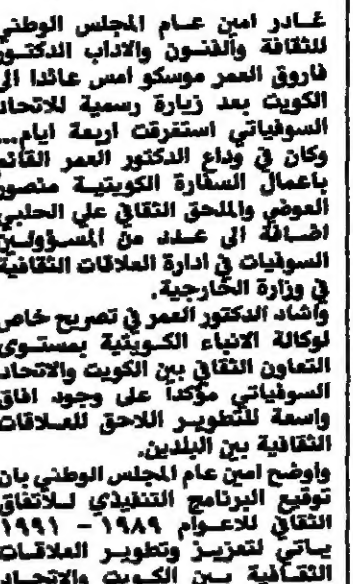 غادر امين عام المجلس الوطني
للثقافة والفنون والاداب الدكتور
فاروق العمر موسكو امس عائدا الى
الكويت بعد زيارة رسمية للاتحاد
السوفياتي استغرقت اربعة ايام...
وكان في وداع الدكتور العمر القائم
باعمال السفارة الكويتية منصور
العوضي والملحق الثقافي علي الحلبي
اضافة الى عدد من المسؤولين
السوفيات في ادارة العلاقات الثقافية
في وزارة الخارجية.
واشاد الدكتور العمر في تصريح خاص
لوكالة الانباء الكويتية بمستوى
التعاون الثقافي بين الكويت والاتحاد
السوفياتي مؤكدا على وجود افاق
واسعة للتطوير اللاحق للعلاقات
الثقافية بين البلدين.
واوضح امين عام المجلس الوطني بان
توقيع البرنامج التنفيذي للاتفاق
الثقافي للاعوام ١٩٨٩ - ١٩٩١
ياتي لتعزيز وتطوير العلاقات
الثقافية بين الكويت والاتحاد